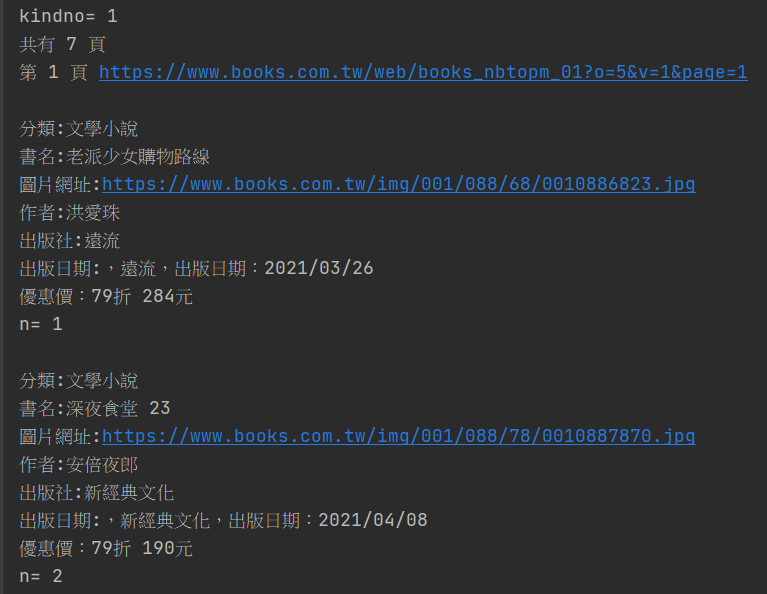 kindno= 1
共有 7 頁
第 1 頁 https://www.books.com.tw/web/books_nbtopm_01?o=5&v=1&page=1
分類:文學小說
書名:老派少女購物路線
圖片網址:https://www.books.com.tw/img/001/088/68/0010886823.jpg
作者:洪愛珠
出版社:遠流
出版日期:,遠流,出版日期：2021/03/26
優惠價：79折 284元
n= 1
分類:文學小說
書名:深夜食堂 23
圖片網址:https://www.books.com.tw/img/001/088/78/0010887870.jpg
作者:安倍夜郎
出版社:新經典文化
出版日期:,新經典文化,出版日期：2021/04/08
優惠價：79折 190元
n= 2